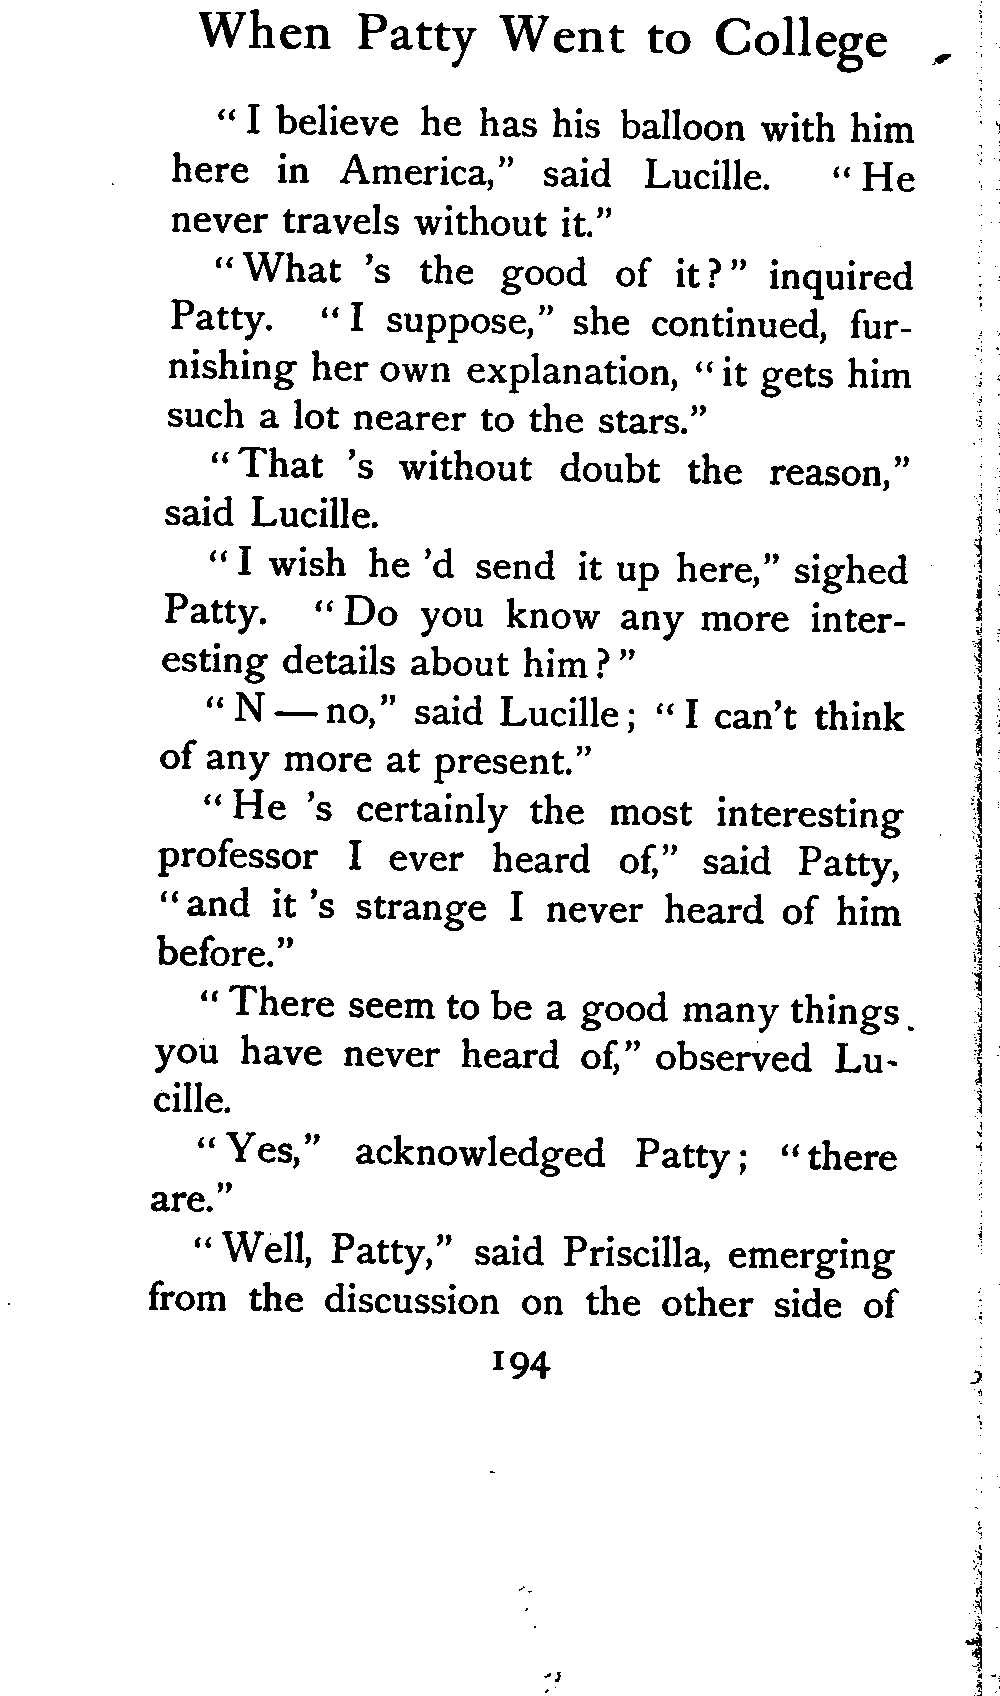 When Patty Went to College
"I believe he has his balloon with him
here in America," said Lucille. "He
never travels without it."
"What 's the good of it?" inquired
Patty. "I suppose," she continued, fur-
nishing her own explanation, "it gets him
such a lot nearer to the stars."
"That 's without doubt the reason,"
said Lucille.
"I wish he 'd send it up here," sighed
Patty. "Do you know any more inter-
esting details about him?"
"N—no," said Lucille; "I can't think
of any more at present."
"He 's certainly the most interesting
professor I ever heard of," said Patty,
"and it 's strange I never heard of him
before."
"There seem to be a good many things
you have never heard of," observed Lu-
cille.
"Yes," acknowledged Patty; "there
are."
"Well, Patty," said Priscilla, emerging
from the discussion on the other side of
194